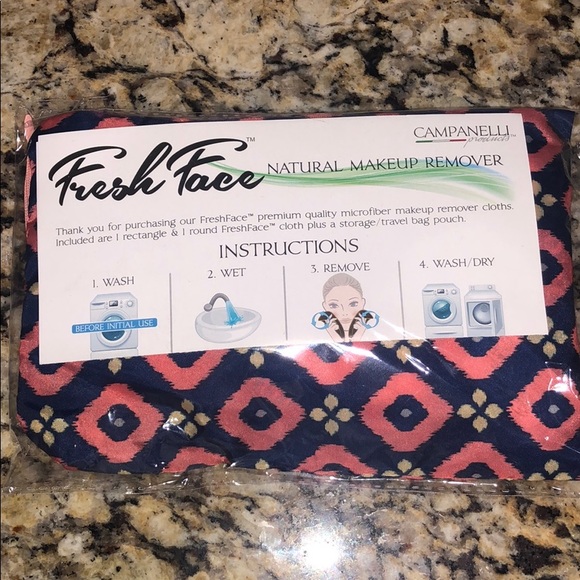 Fresh Face™
CAMPANELLI™
presents
NATURAL MAKEUP REMOVER
Thank you for purchasing our FreshFace™ premium quality microfiber makeup remover cloths.
Included are 1 rectangle & 1 round FreshFace™ cloth plus a storage/travel bag pouch.
INSTRUCTIONS
1. WASH
2. WET
3. REMOVE
4. WASH/DRY
BEFORE INITIAL USE